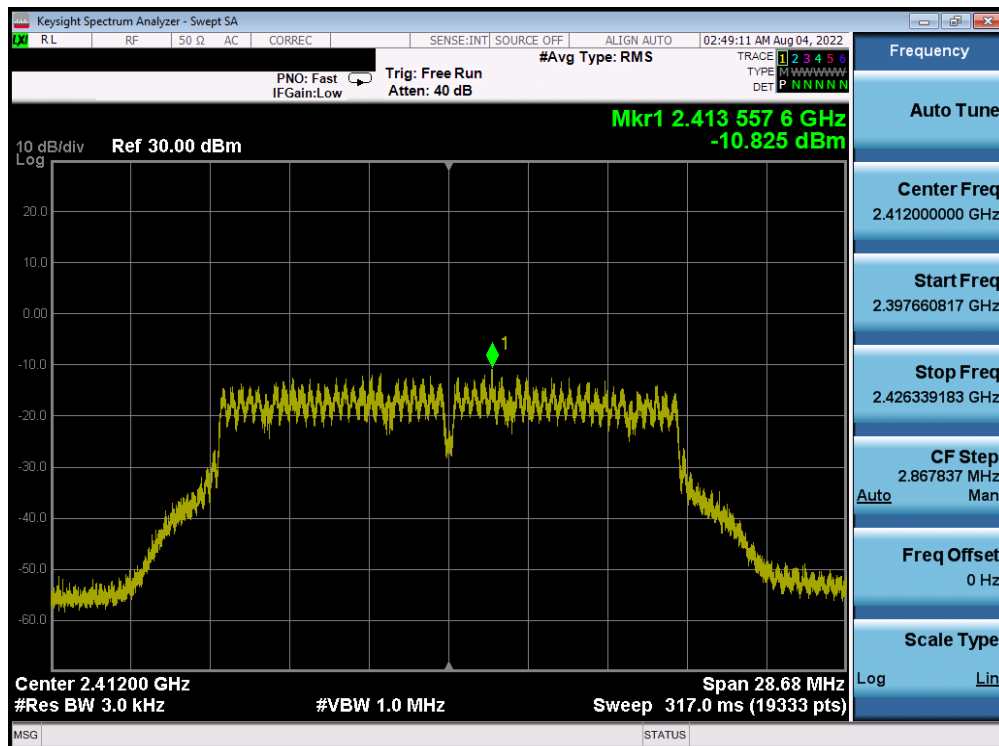 Keysight Spectrum Analyzer - Swept SA
LXI RL RF 50 Ω AC CORREC SENSE:INT SOURCE OFF ALIGN AUTO 02:49:11 AM Aug 04, 2022
#Avg Type: RMS
TRACE 1 2 3 4 5 6
PNO: Fast Trig: Free Run TYPE M W W W W W
IFGain:Low Atten: 40 dB DET P N N N N N
Mkr1 2.413 557 6 GHz
-10.825 dBm
10 dB/div Ref 30.00 dBm
Log
20.0
10.0
0.00
-10.0
-20.0
-30.0
-40.0
-50.0
-60.0
1
Center 2.41200 GHz Span 28.68 MHz
#Res BW 3.0 kHz #VBW 1.0 MHz Sweep 317.0 ms (19333 pts)
MSG STATUS
Frequency
Auto Tune
Center Freq
2.412000000 GHz
Start Freq
2.397660817 GHz
Stop Freq
2.426339183 GHz
CF Step
2.867837 MHz
Auto Man
Freq Offset
0 Hz
Scale Type
Log Lin